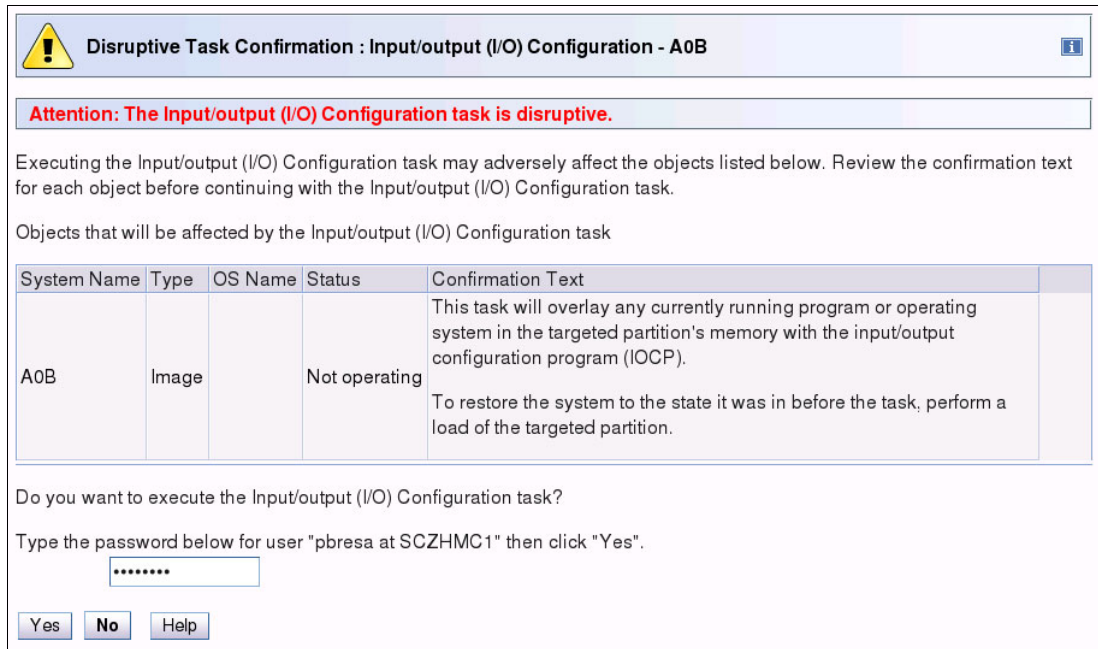 Disruptive Task Confirmation : Input/output (I/O) Configuration - A0B
i
Attention: The Input/output (I/O) Configuration task is disruptive.
Executing the Input/output (I/O) Configuration task may adversely affect the objects listed below. Review the confirmation text
for each object before continuing with the Input/output (I/O) Configuration task.
Objects that will be affected by the Input/output (I/O) Configuration task
System Name Type OS Name Status Confirmation Text
This task will overlay any currently running program or operating
system in the targeted partition's memory with the input/output
configuration program (IOCP).
A0B Image Not operating
To restore the system to the state it was in before the task, perform a
load of the targeted partition.
Do you want to execute the Input/output (I/O) Configuration task?
Type the password below for user "pbresa at SCZHMC1" then click "Yes".
••••••••
Yes No Help